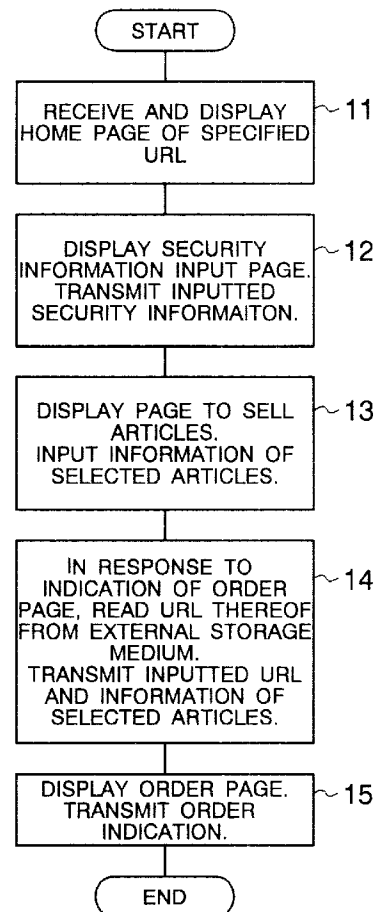 START
RECEIVE AND DISPLAY
HOME PAGE OF SPECIFIED
URL
11
DISPLAY SECURITY
INFORMATION INPUT PAGE.
TRANSMIT INPUTTED
SECURITY INFORMAITON.
12
DISPLAY PAGE TO SELL
ARTICLES.
INPUT INFORMATION OF
SELECTED ARTICLES.
13
IN RESPONSE TO
INDICATION OF ORDER
PAGE, READ URL THEREOF
FROM EXTERNAL STORAGE
MEDIUM.
TRANSMIT INPUTTED URL
AND INFORMATION OF
SELECTED ARTICLES.
14
DISPLAY ORDER PAGE.
TRANSMIT ORDER
INDICATION.
15
END